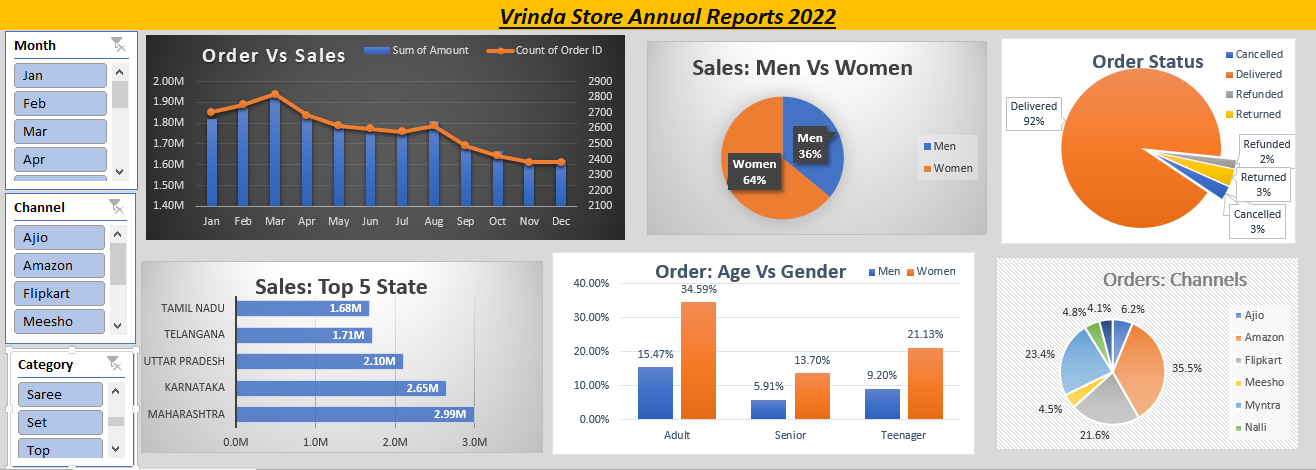 Vrinda Store Annual Reports 2022
Month
Jan
Feb
Mar
Apr
Channel
Ajio
Amazon
Flipkart
Meesho
Category
Saree
Set
Top
Order Vs Sales
Sum of Amount
Count of Order ID
2.00M
1.90M
1.80M
1.70M
1.60M
1.50M
1.40M
2900
2800
2700
2600
2500
2400
2300
2200
2100
Jan Feb Mar Apr May Jun Jul Aug Sep Oct Nov Dec
Sales: Men Vs Women
Men
36%
Women
64%
Men
Women
Order Status
Cancelled
Delivered
Refunded
Returned
Delivered
92%
Refunded
2%
Returned
3%
Cancelled
3%
Sales: Top 5 State
TAMIL NADU 1.68M
TELANGANA 1.71M
UTTAR PRADESH 2.10M
KARNATAKA 2.65M
MAHARASHTRA 2.99M
0.0M 1.0M 2.0M 3.0M
Order: Age Vs Gender
Men Women
40.00%
30.00%
20.00%
10.00%
0.00%
15.47% 34.59%
5.91% 13.70%
9.20% 21.13%
Adult Senior Teenager
Orders: Channels
4.8% 4.1% 6.2%
23.4%
35.5%
4.5%
21.6%
Ajio
Amazon
Flipkart
Meesho
Myntra
Nalli